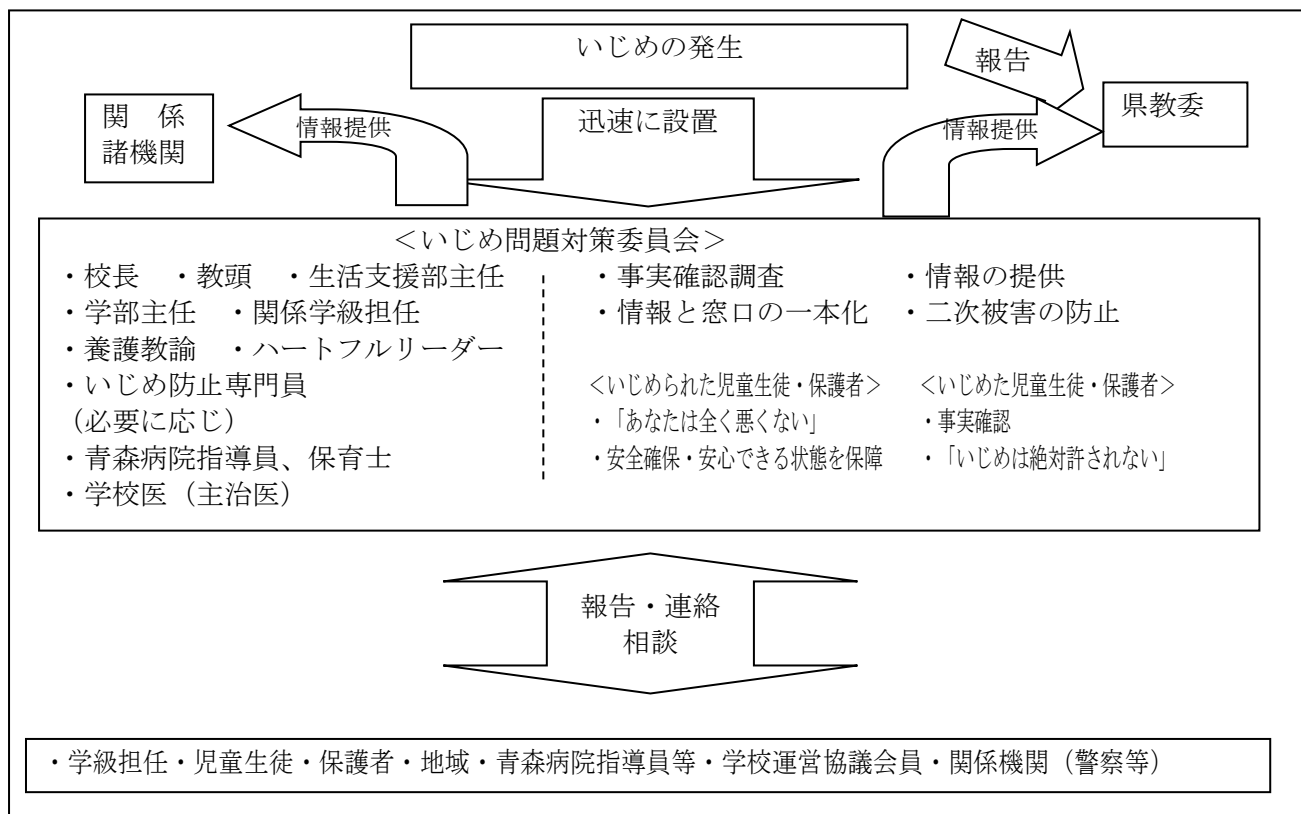 いじめの発生
報告
関　係
諸機関
情報提供
迅速に設置
情報提供
県教委
＜いじめ問題対策委員会＞
・校長　・教頭　・生活支援部主任
・学部主任　・関係学級担任
・養護教諭　・ハートフルリーダー
・いじめ防止専門員
（必要に応じ）
・青森病院指導員、保育士
・学校医（主治医）
・事実確認調査　　　・情報の提供
・情報と窓口の一本化　・二次被害の防止
＜いじめられた児童生徒・保護者＞
・「あなたは全く悪くない」
・安全確保・安心できる状態を保障
＜いじめた児童生徒・保護者＞
・事実確認
・「いじめは絶対許されない」
報告・連絡
相談
・学級担任・児童生徒・保護者・地域・青森病院指導員等・学校運営協議会員・関係機関（警察等）